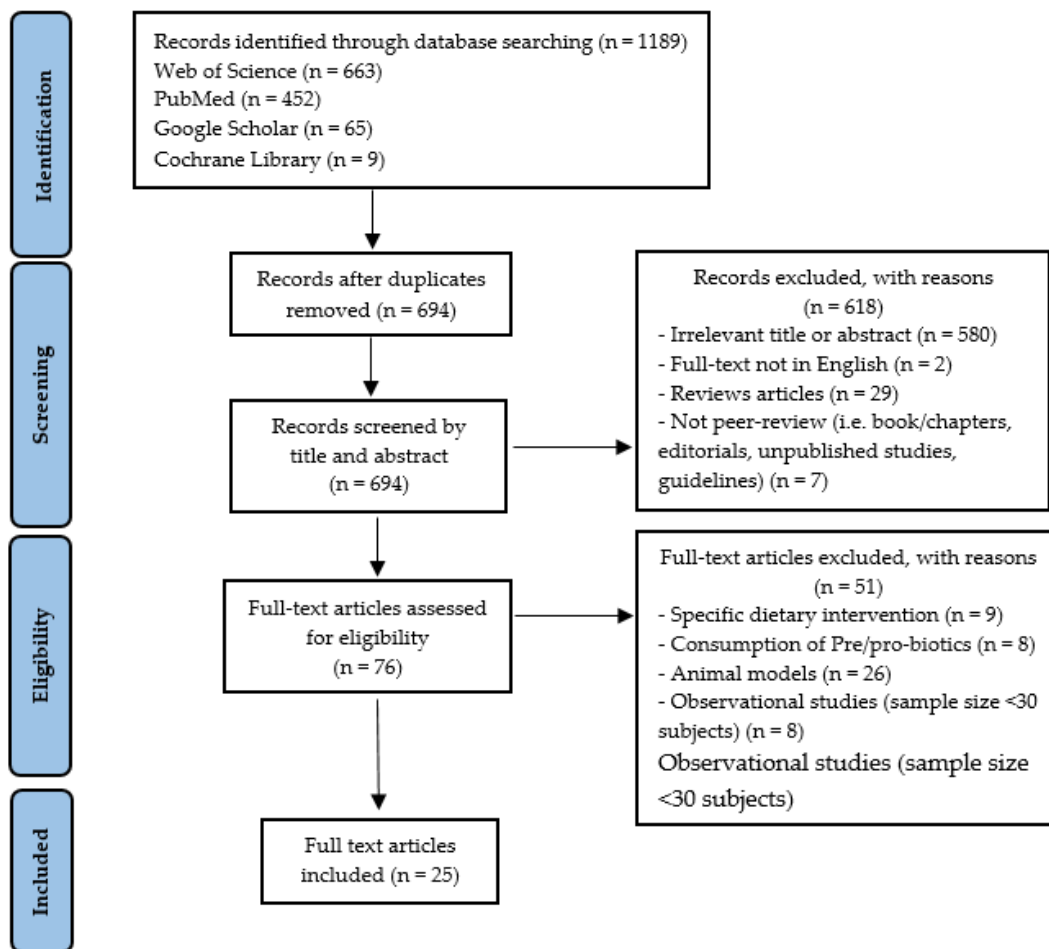 Identification
Records identified through database searching (n = 1189)
Web of Science (n = 663)
PubMed (n = 452)
Google Scholar (n = 65)
Cochrane Library (n = 9)
Screening
Records after duplicates
removed (n = 694)
Records screened by
title and abstract
(n = 694)
Records excluded, with reasons
(n = 618)
- Irrelevant title or abstract (n = 580)
- Full-text not in English (n = 2)
- Reviews articles (n = 29)
- Not peer-review (i.e. book/chapters,
editorials, unpublished studies,
guidelines) (n = 7)
Eligibility
Full-text articles assessed
for eligibility
(n = 76)
Full-text articles excluded, with reasons
(n = 51)
- Specific dietary intervention (n = 9)
- Consumption of Pre/pro-biotics (n = 8)
- Animal models (n = 26)
- Observational studies (sample size <30
subjects) (n = 8)
Observational studies (sample size
<30 subjects)
Included
Full text articles
included (n = 25)